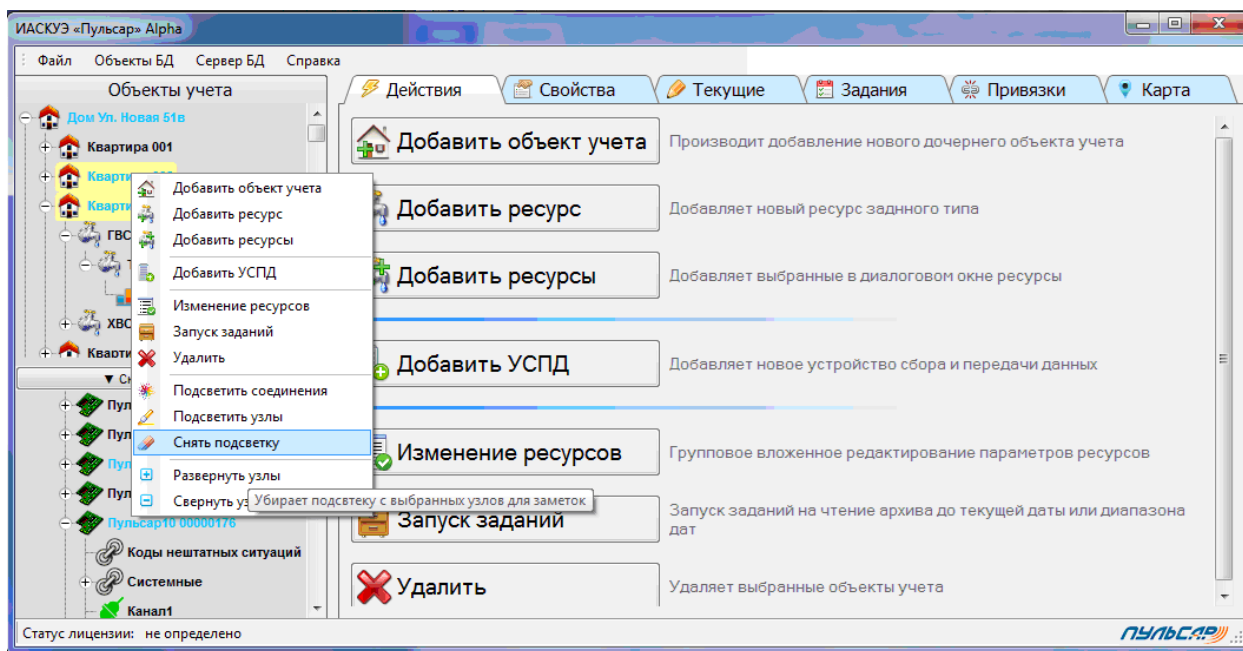 ИАСКУЭ «Пульсар» Alpha
Файл Объекты БД Сервер БД Справка
Объекты учета
Действия Свойства Текущие Задания Привязки Карта
Дом Ул. Новая 51в
Квартира 001
Добавить объект учета
Добавить ресурс
Добавить ресурсы
Добавить УСПД
Изменение ресурсов
Запуск заданий
Удалить
Подсветить соединения
Подсветить узлы
Снять подсветку
Развернуть узлы
Свернуть уз
Убирает подсвтеку с выбранных узлов для заметок
ГВС
ХВС
Пульсар10 00000176
Коды нештатных ситуаций
Системные
Канал1
Добавить объект учета Производит добавление нового дочернего объекта учета
Добавить ресурс Добавляет новый ресурс заднного типа
Добавить ресурсы Добавляет выбранные в диалоговом окне ресурсы
Добавить УСПД Добавляет новое устройство сбора и передачи данных
Изменение ресурсов Групповое вложенное редактирование параметров ресурсов
Запуск заданий Запуск заданий на чтение архива до текущей даты или диапазона
дат
Удалить Удаляет выбранные объекты учета
Статус лицензии: не определено
ПУЛЬСАР